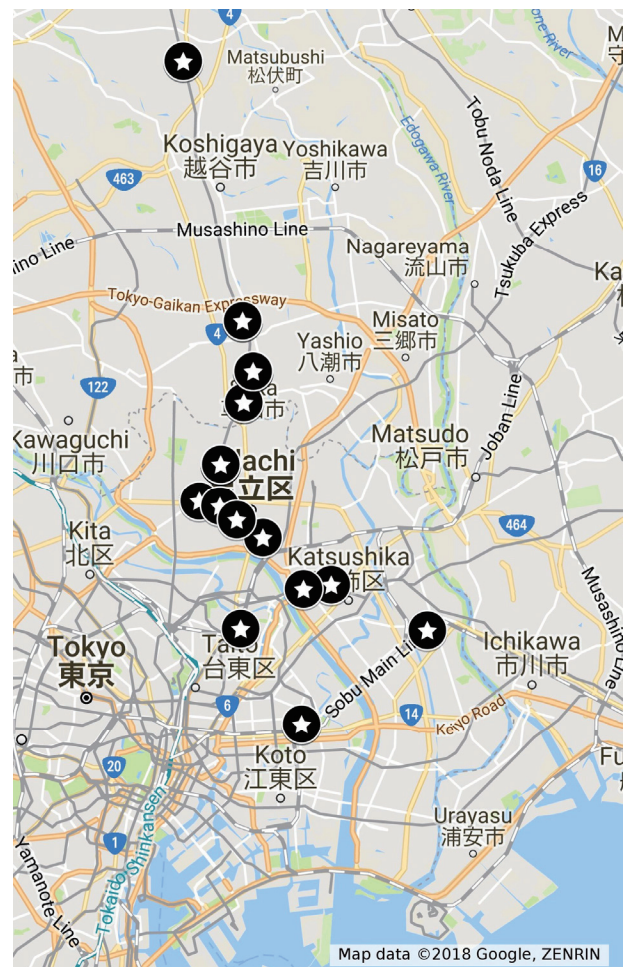 4
Matsubushi
松伏町
Koshigaya
越谷市
Yoshikawa
吉川市
Edogawa River
Tobu-Noda Line
463
16
Musashino Line
Tsukuba Express
Nagareyama
流山市
Tokyo-Gaikan Expressway
4
Misato
三郷市
Yashio
八潮市
122
Kawaguchi
川口市
Matsudo
松戸市
Joban Line
立区
464
Kita
北区
Katsushika
飾区
Musashino Line
Tokyo
東京
台東区
Ichikawa
市川市
Sobu Main
6
14
Keiyo Road
Koto
江東区
20
Urayasu
浦安市
1
Tokaido Shinkansen
Yamanote Line
Map data ©2018 Google, ZENRIN